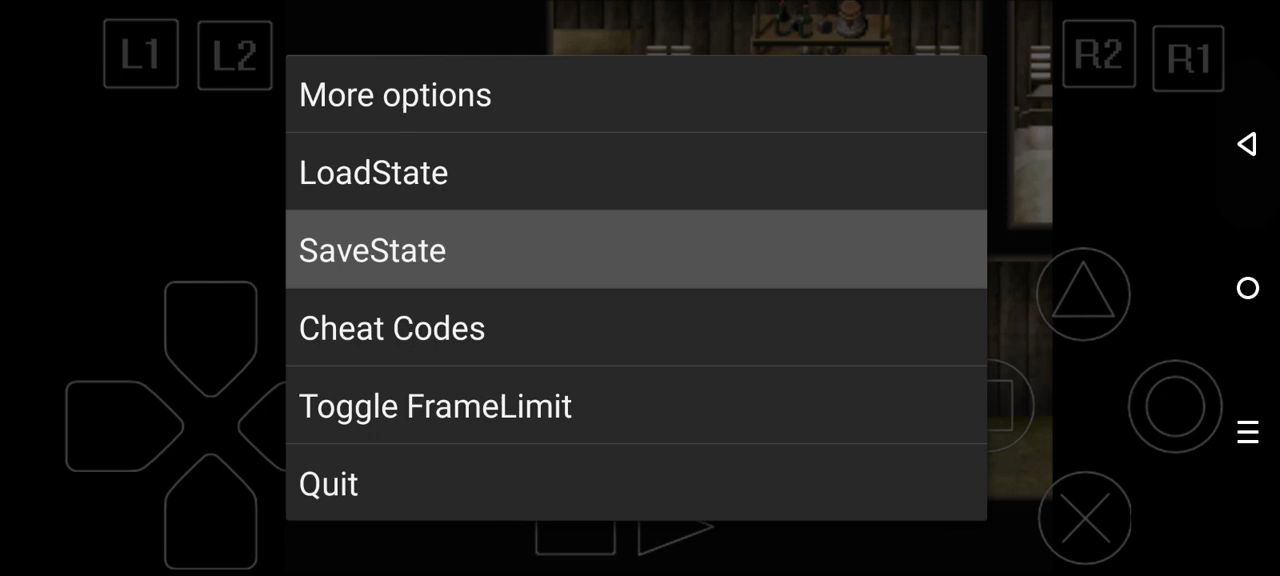 L1
L2
R2
R1
More options
LoadState
SaveState
Cheat Codes
Toggle FrameLimit
Quit